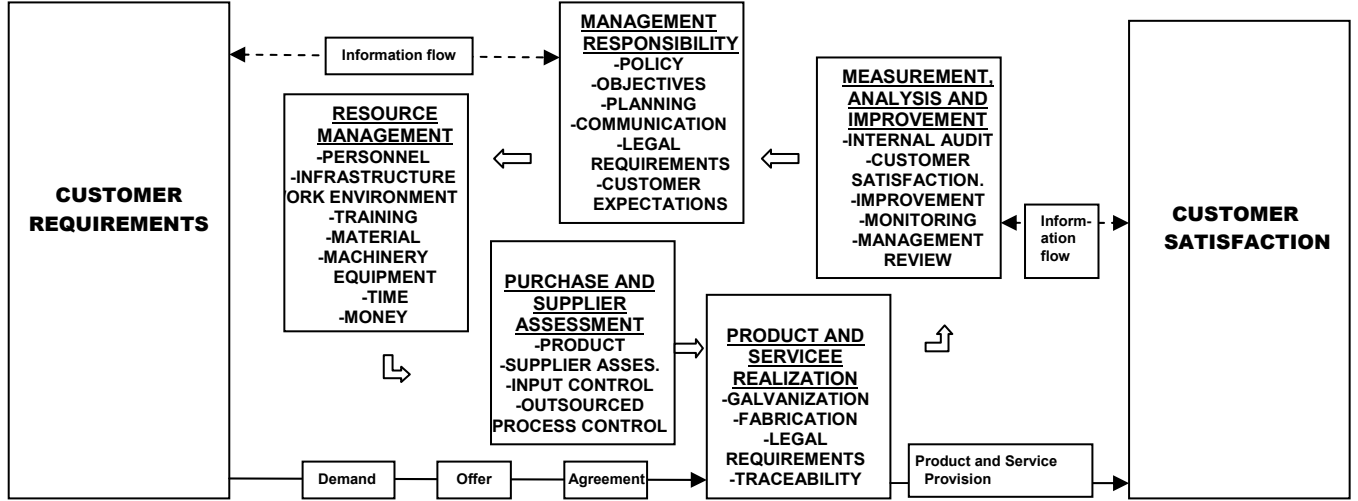 CUSTOMER
REQUIREMENTS
Information flow
MANAGEMENT
RESPONSIBILITY
-POLICY
-OBJECTIVES
-PLANNING
-COMMUNICATION
-LEGAL
REQUIREMENTS
-CUSTOMER
EXPECTATIONS
RESOURCE
MANAGEMENT
-PERSONNEL
-INFRASTRUCTURE
ORK ENVIRONMENT
-TRAINING
-MATERIAL
-MACHINERY
EQUIPMENT
-TIME
-MONEY
MEASUREMENT,
ANALYSIS AND
IMPROVEMENT
-INTERNAL AUDIT
-CUSTOMER
SATISFACTION.
-IMPROVEMENT
-MONITORING
-MANAGEMENT
REVIEW
Inform-
ation
flow
CUSTOMER
SATISFACTION
PURCHASE AND
SUPPLIER
ASSESSMENT
-PRODUCT
-SUPPLIER ASSES.
-INPUT CONTROL
-OUTSOURCED
PROCESS CONTROL
PRODUCT AND
SERVICEE
REALIZATION
-GALVANIZATION
-FABRICATION
-LEGAL
REQUIREMENTS
-TRACEABILITY
Demand
Offer
Agreement
Product and Service
Provision